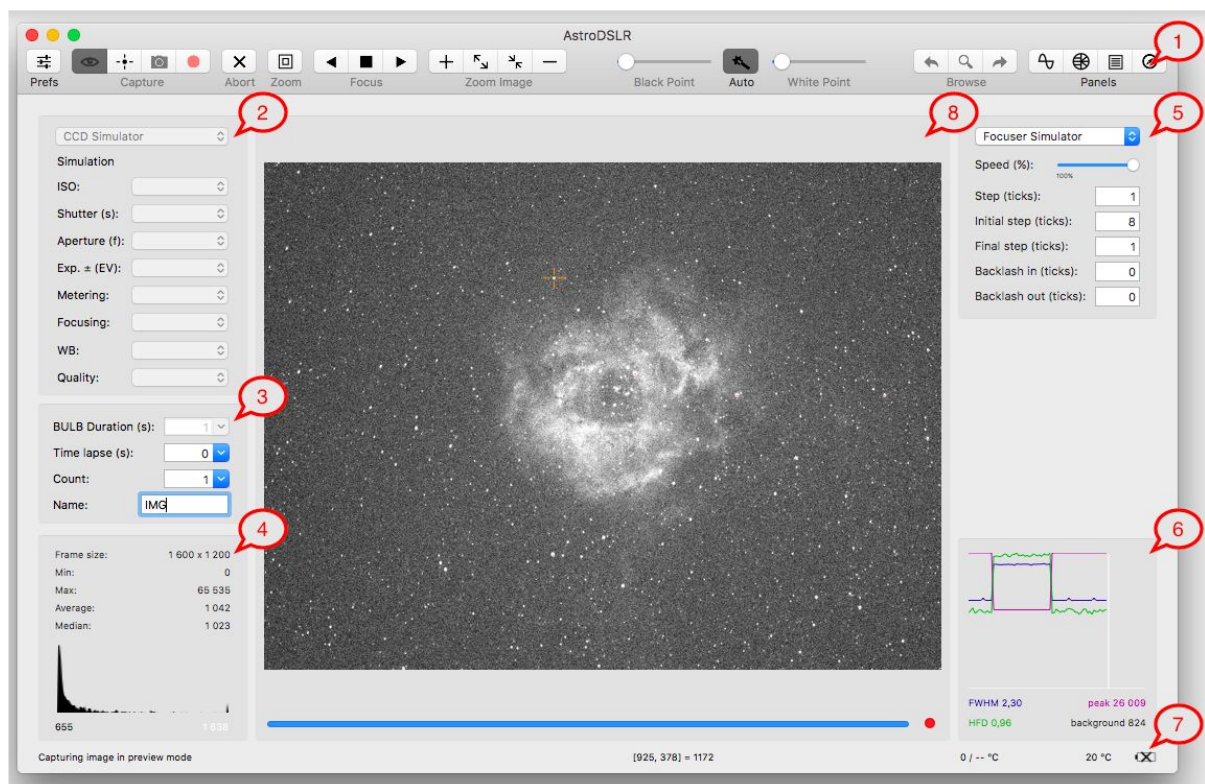 AstroDSLR
1
Prefs Capture Abort Zoom Focus Zoom Image Black Point Auto White Point Browse Panels
2
CCD Simulator
Simulation
ISO:
Shutter (s):
Aperture (f):
Exp. ± (EV):
Metering:
Focusing:
WB:
Quality:
3
BULB Duration (s): 1
Time lapse (s): 0
Count: 1
Name: IMG
4
Frame size: 1 600 x 1 200
Min: 0
Max: 65 535
Average: 1 042
Median: 1 023
655 1 638
8
5
Focuser Simulator
Speed (%):
100%
Step (ticks): 1
Initial step (ticks): 8
Final step (ticks): 1
Backlash in (ticks): 0
Backlash out (ticks): 0
6
FWHM 2,30 peak 26 009
HFD 0,96 background 824
7
Capturing image in preview mode [925, 378] = 1172 0 / -- °C 20 °C